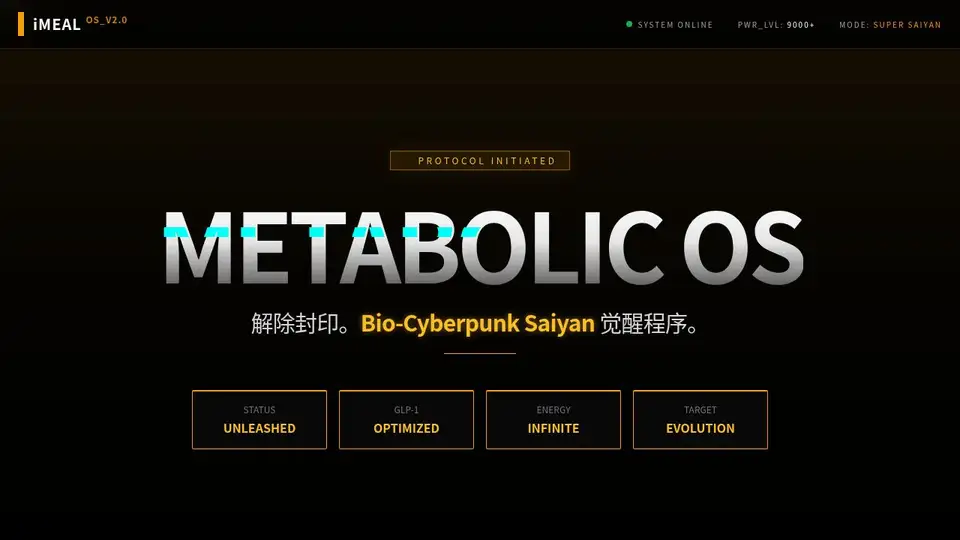 iMEAL OS_V2.0
SYSTEM ONLINE
PWR_LVL: 9000+
MODE: SUPER SAIYAN
PROTOCOL INITIATED
METABOLIC OS
解除封印。Bio-Cyberpunk Saiyan 觉醒程序。
STATUS
UNLEASHED
GLP-1
OPTIMIZED
ENERGY
INFINITE
TARGET
EVOLUTION